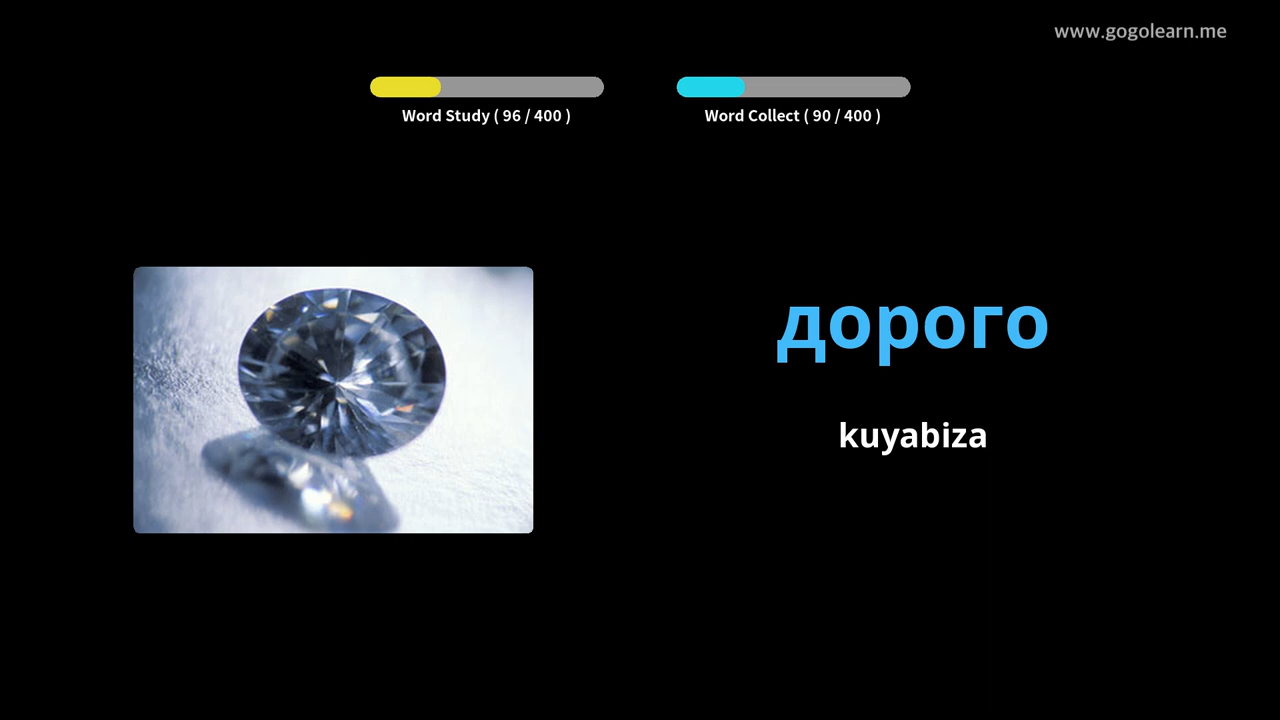 www.gogolearn.me
Word Study ( 96 / 400 )
Word Collect ( 90 / 400 )
дорого
kuyabiza